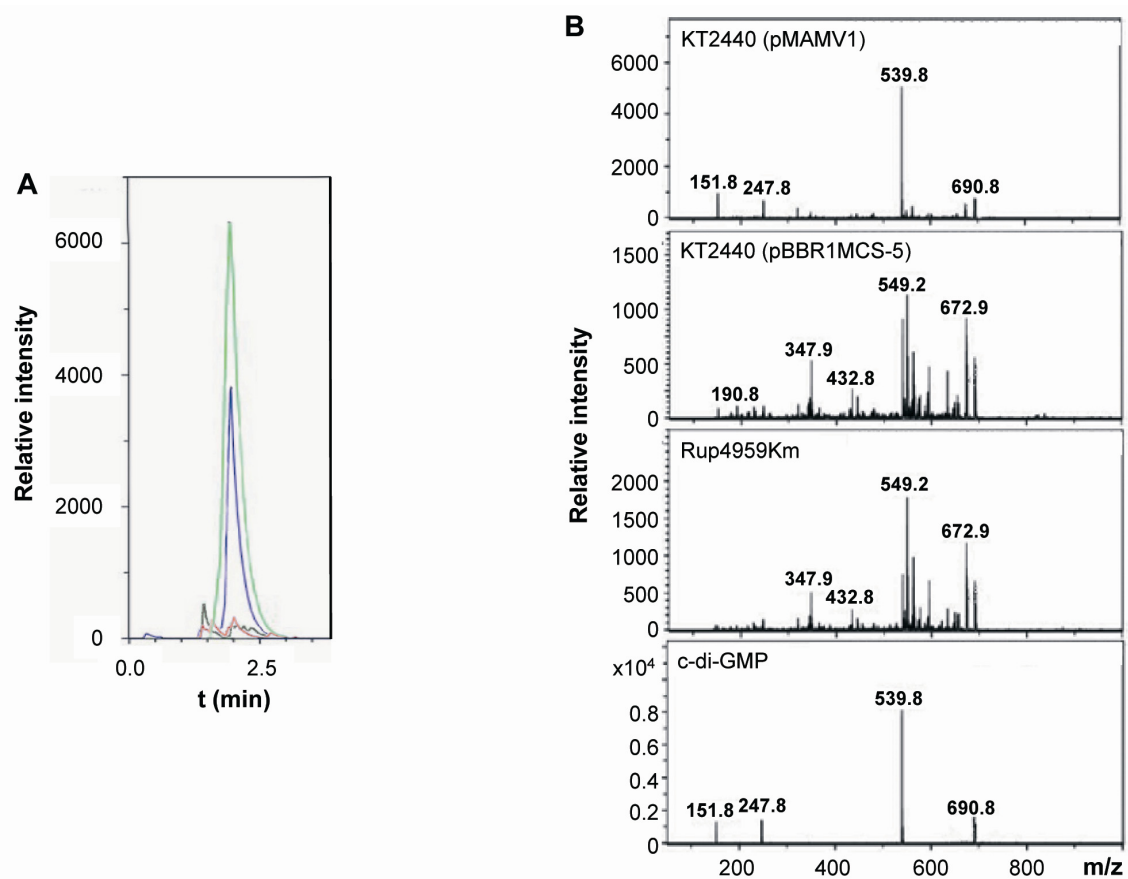 A
Relative intensity
6000
4000
2000
0
0.0 2.5
t (min)
B
Relative intensity
KT2440 (pMAMV1)
6000
4000
2000
0
539.8
151.8 247.8 690.8
KT2440 (pBBR1MCS-5)
1500
1000
500
0
549.2
672.9
347.9
432.8
190.8
Rup4959Km
2000
1500
1000
500
0
549.2
672.9
347.9
432.8
c-di-GMP
x10⁴
0.8
0.6
0.4
0.2
0
539.8
151.8 247.8 690.8
200 400 600 800 m/z